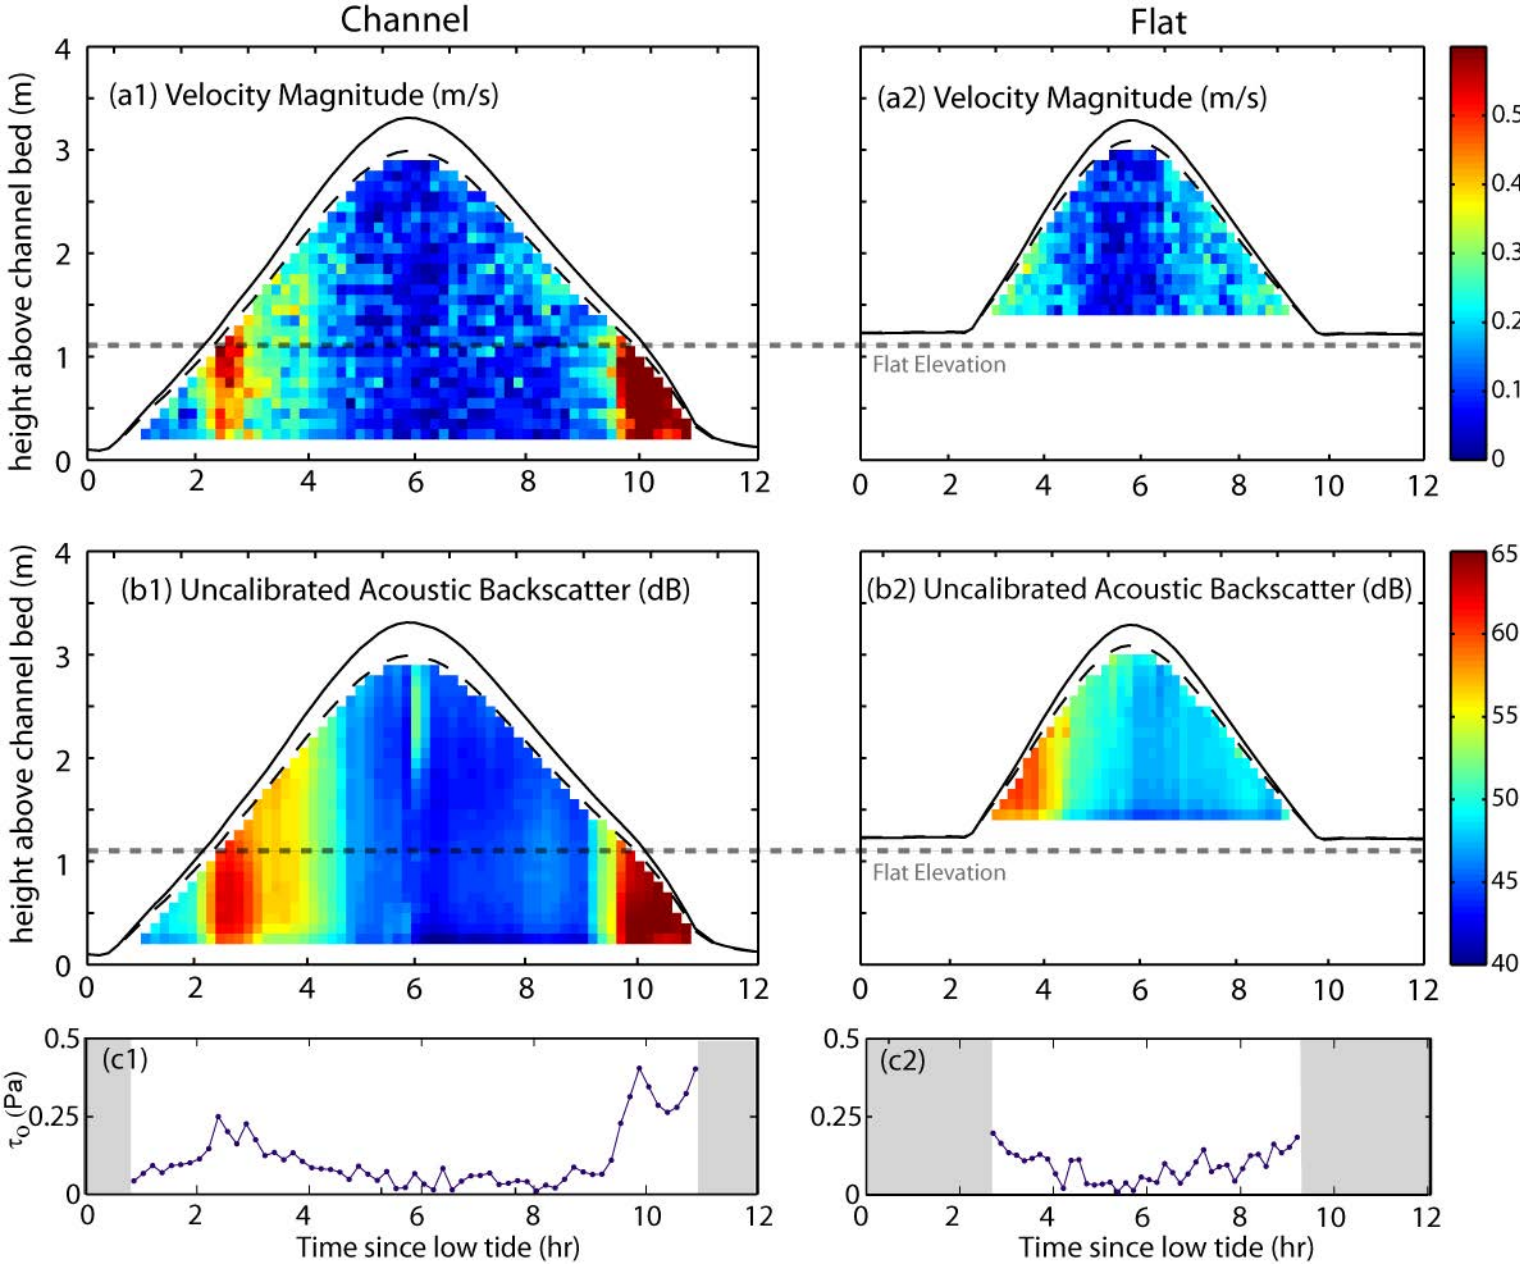 Channel
Flat
(a1) Velocity Magnitude (m/s)
(a2) Velocity Magnitude (m/s)
height above channel bed (m)
4
3
2
1
0
0 2 4 6 8 10 12
Flat Elevation
0 2 4 6 8 10 12
0.5
0.4
0.3
0.2
0.1
0
(b1) Uncalibrated Acoustic Backscatter (dB)
(b2) Uncalibrated Acoustic Backscatter (dB)
height above channel bed (m)
4
3
2
1
0
0 2 4 6 8 10 12
Flat Elevation
0 2 4 6 8 10 12
65
60
55
50
45
40
(c1)
τo (Pa)
0.5
0.25
0
0 2 4 6 8 10 12
Time since low tide (hr)
(c2)
0.5
0.25
0
0 2 4 6 8 10 12
Time since low tide (hr)